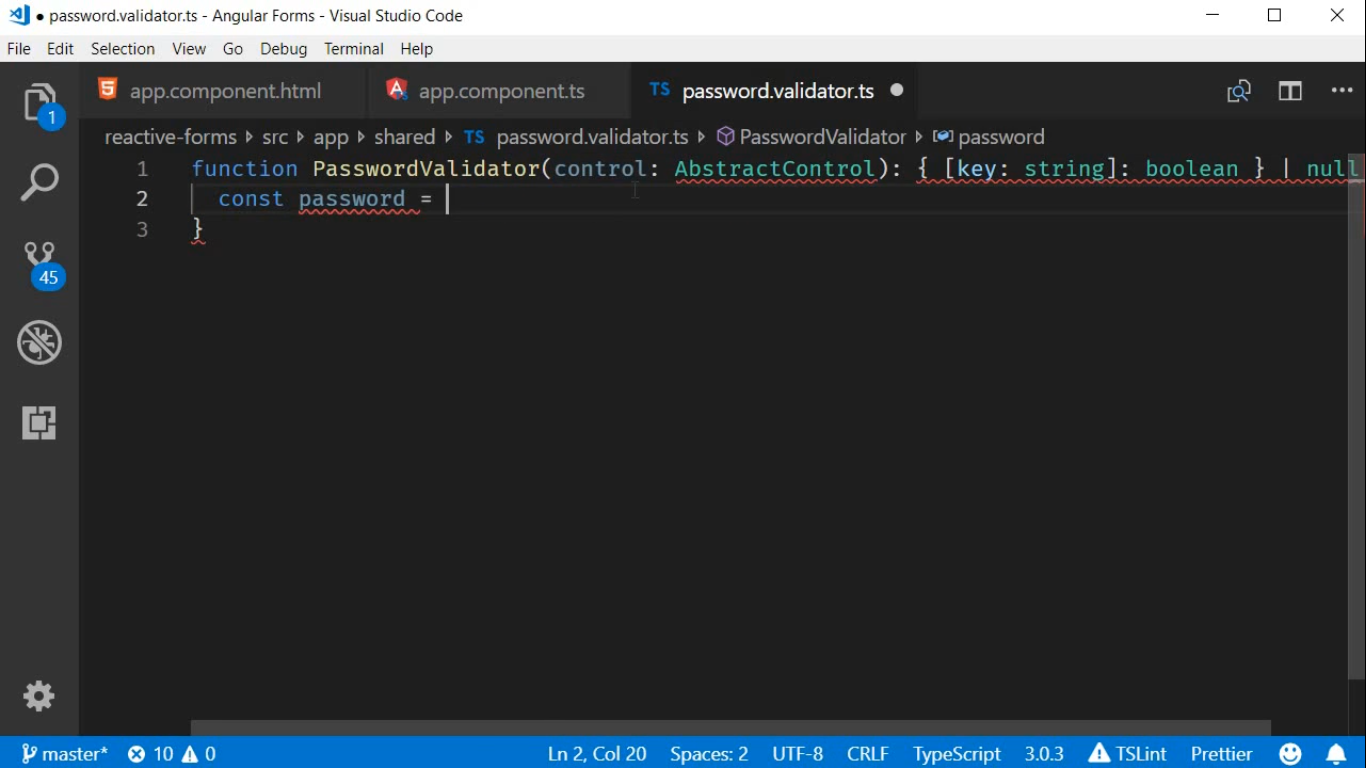 password.validator.ts - Angular Forms - Visual Studio Code
File Edit Selection View Go Debug Terminal Help
1
app.component.html
app.component.ts
TS password.validator.ts
reactive-forms src app shared TS password.validator.ts PasswordValidator password
1 function PasswordValidator(control: AbstractControl): { [key: string]: boolean } | null
2 const password =
3 }
45
master* 10 0 Ln 2, Col 20 Spaces: 2 UTF-8 CRLF TypeScript 3.0.3 TSLint Prettier